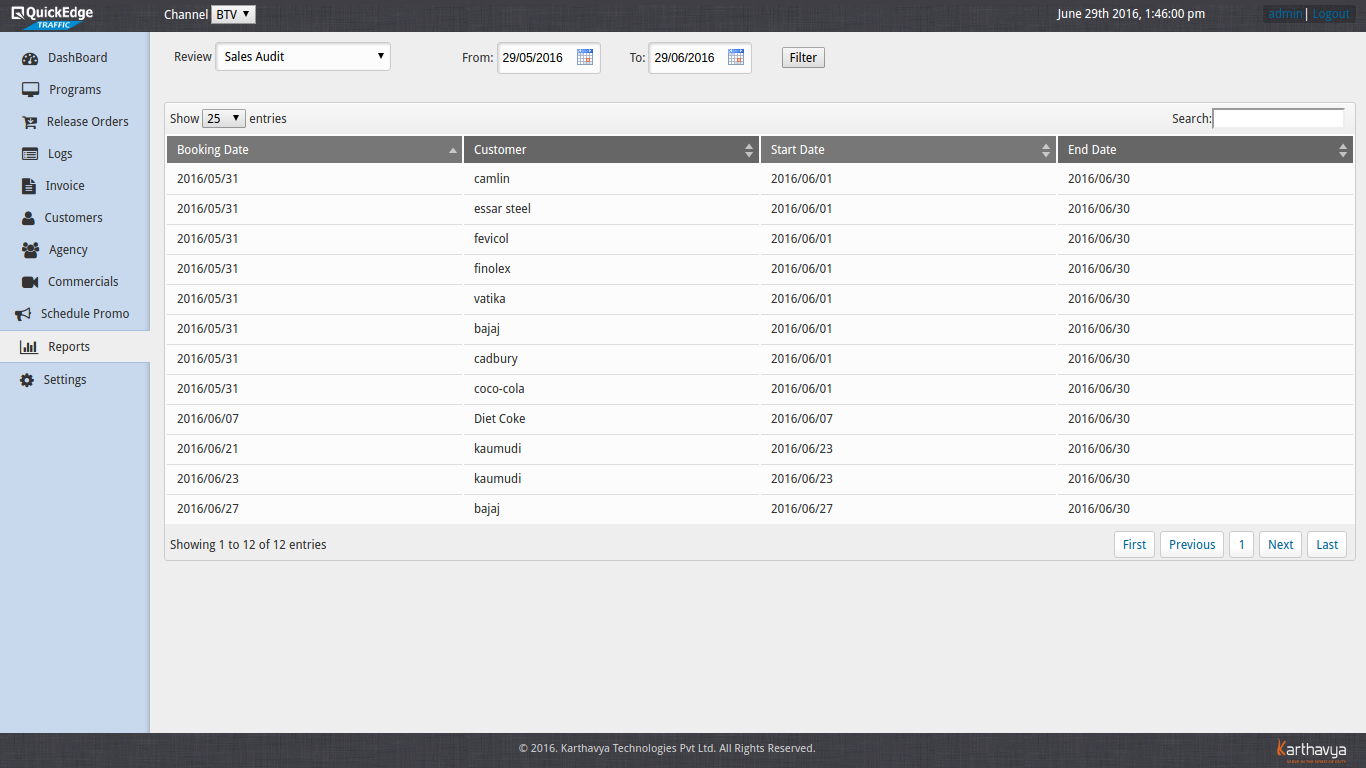 QuickEdge
TRAFFIC
Channel BTV
June 29th 2016, 1:46:00 pm
admin| Logout
DashBoard
Programs
Release Orders
Logs
Invoice
Customers
Agency
Commercials
Schedule Promo
Reports
Settings
Review Sales Audit From: 29/05/2016 To: 29/06/2016 Filter
Show 25 entries Search:
Booking Date Customer Start Date End Date
2016/05/31 camlin 2016/06/01 2016/06/30
2016/05/31 essar steel 2016/06/01 2016/06/30
2016/05/31 fevicol 2016/06/01 2016/06/30
2016/05/31 finolex 2016/06/01 2016/06/30
2016/05/31 vatika 2016/06/01 2016/06/30
2016/05/31 bajaj 2016/06/01 2016/06/30
2016/05/31 cadbury 2016/06/01 2016/06/30
2016/05/31 coco-cola 2016/06/01 2016/06/30
2016/06/07 Diet Coke 2016/06/07 2016/06/30
2016/06/21 kaumudi 2016/06/23 2016/06/30
2016/06/23 kaumudi 2016/06/23 2016/06/30
2016/06/27 bajaj 2016/06/27 2016/06/30
Showing 1 to 12 of 12 entries First Previous 1 Next Last
© 2016. Karthavya Technologies Pvt Ltd. All Rights Reserved.
Karthavya